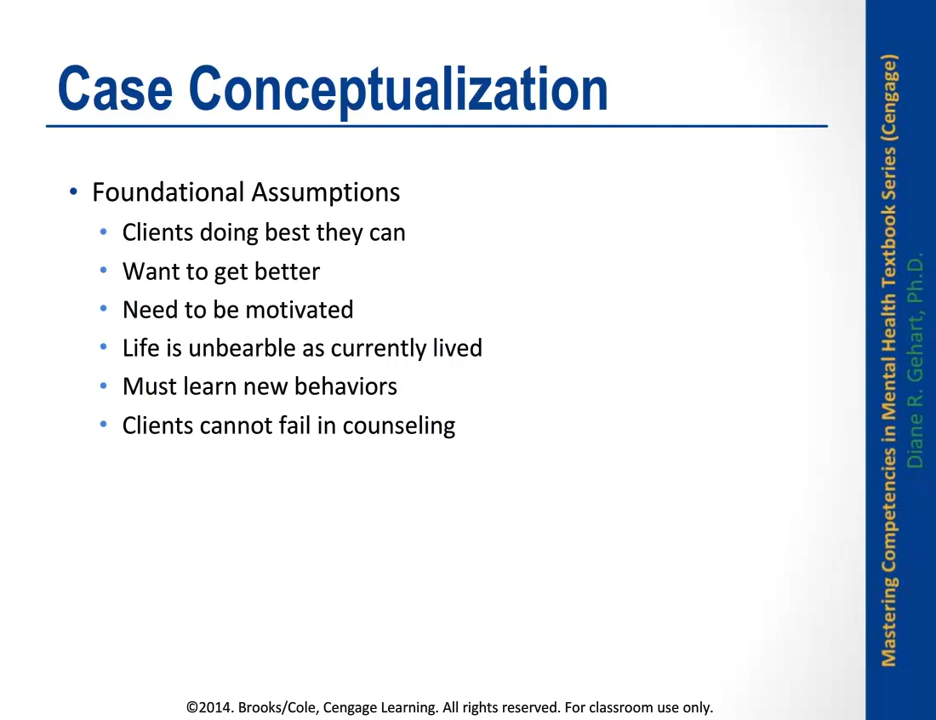 Case Conceptualization
• Foundational Assumptions
• Clients doing best they can
• Want to get better
• Need to be motivated
• Life is unbearble as currently lived
• Must learn new behaviors
• Clients cannot fail in counseling
©2014. Brooks/Cole, Cengage Learning. All rights reserved. For classroom use only.
Mastering Competencies in Mental Health Textbook Series (Cengage)
Diane R. Gehart, Ph.D.